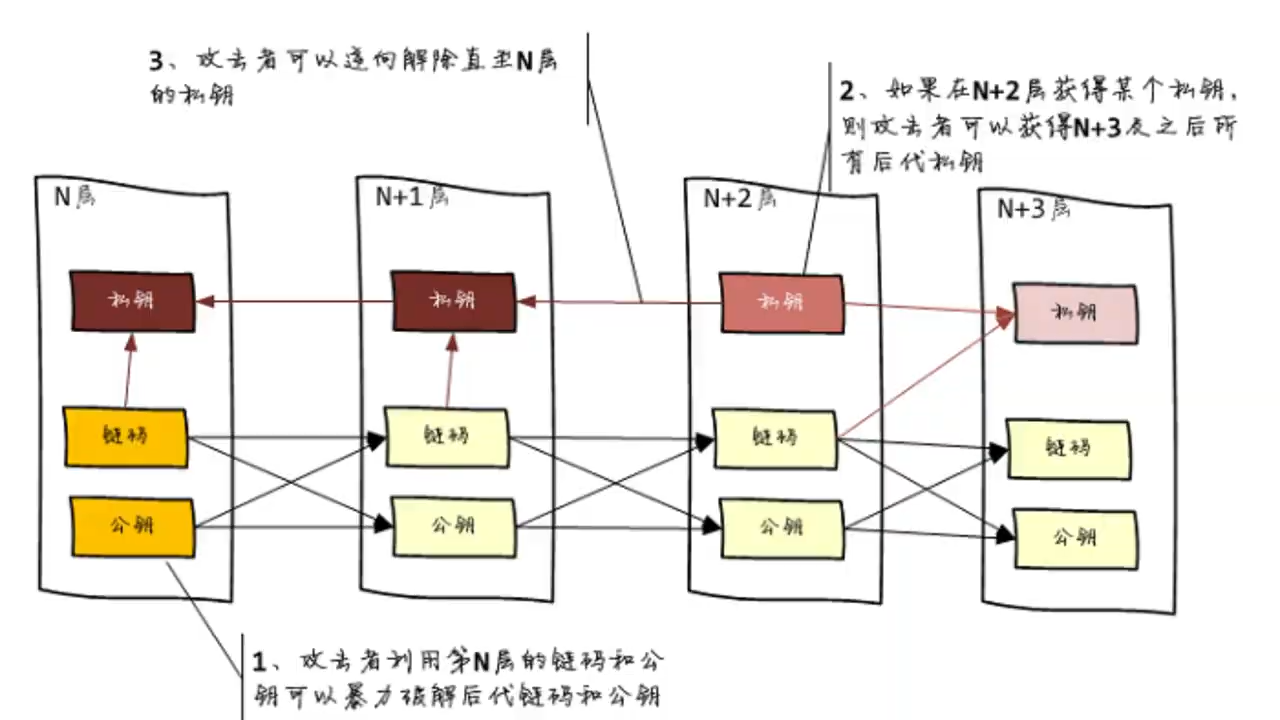 3、攻击者可以逆向解除直至N层
的私钥
2、如果在N+2层获得某个私钥，
则攻击者可以获得N+3及之后所
有后代私钥
N层
N+1层
N+2层
N+3层
私钥
私钥
私钥
私钥
链码
链码
链码
链码
公钥
公钥
公钥
公钥
1、攻击者利用第N层的链码和公
钥可以暴力破解后代链码和公钥